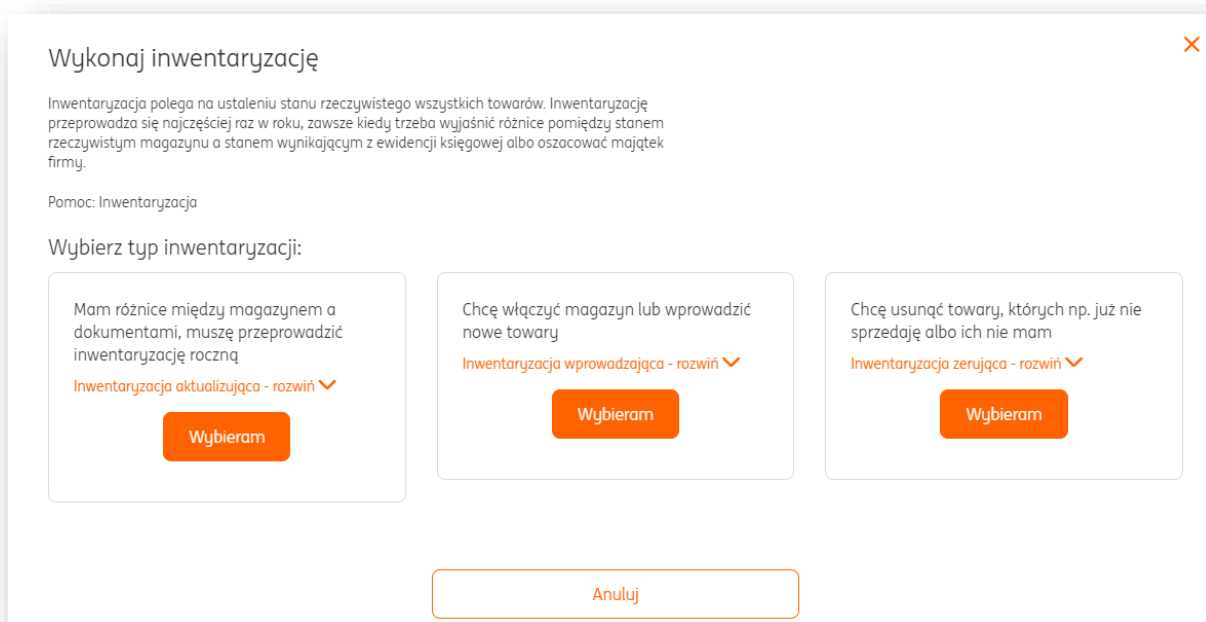 Wykonaj inwentaryzację
Inwentaryzacja polega na ustaleniu stanu rzeczywistego wszystkich towarów. Inwentaryzację
przeprowadza się najczęściej raz w roku, zawsze kiedy trzeba wyjaśnić różnice pomiędzy stanem
rzeczywistym magazynu a stanem wynikającym z ewidencji księgowej albo oszacować majątek
firmy.
Pomoc: Inwentaryzacja
Wybierz typ inwentaryzacji:
Mam różnice między magazynem a
dokumentami, muszę przeprowadzić
inwentaryzację roczną
Inwentaryzacja aktualizująca - rozwiń
Wybieram
Chcę włączyć magazyn lub wprowadzić
nowe towary
Inwentaryzacja wprowadzająca - rozwiń
Wybieram
Chcę usunąć towary, których np. już nie
sprzedaję albo ich nie mam
Inwentaryzacja zerująca - rozwiń
Wybieram
Anuluj